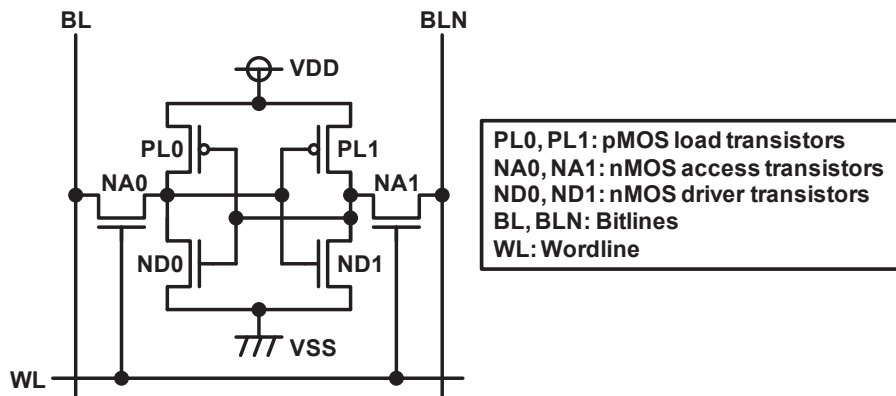 BL
BLN
VDD
PL0
PL1
NA0
NA1
ND0
ND1
VSS
WL
PL0, PL1: pMOS load transistors
NA0, NA1: nMOS access transistors
ND0, ND1: nMOS driver transistors
BL, BLN: Bitlines
WL: Wordline